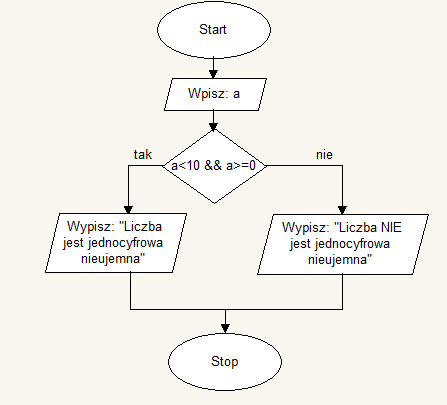 Start
Wpisz: a
tak
a<10 && a>=0
nie
Wypisz: "Liczba
jest jednocyfrowa
nieujemna"
Wypisz: "Liczba NIE
jest jednocyfrowa
nieujemna"
Stop